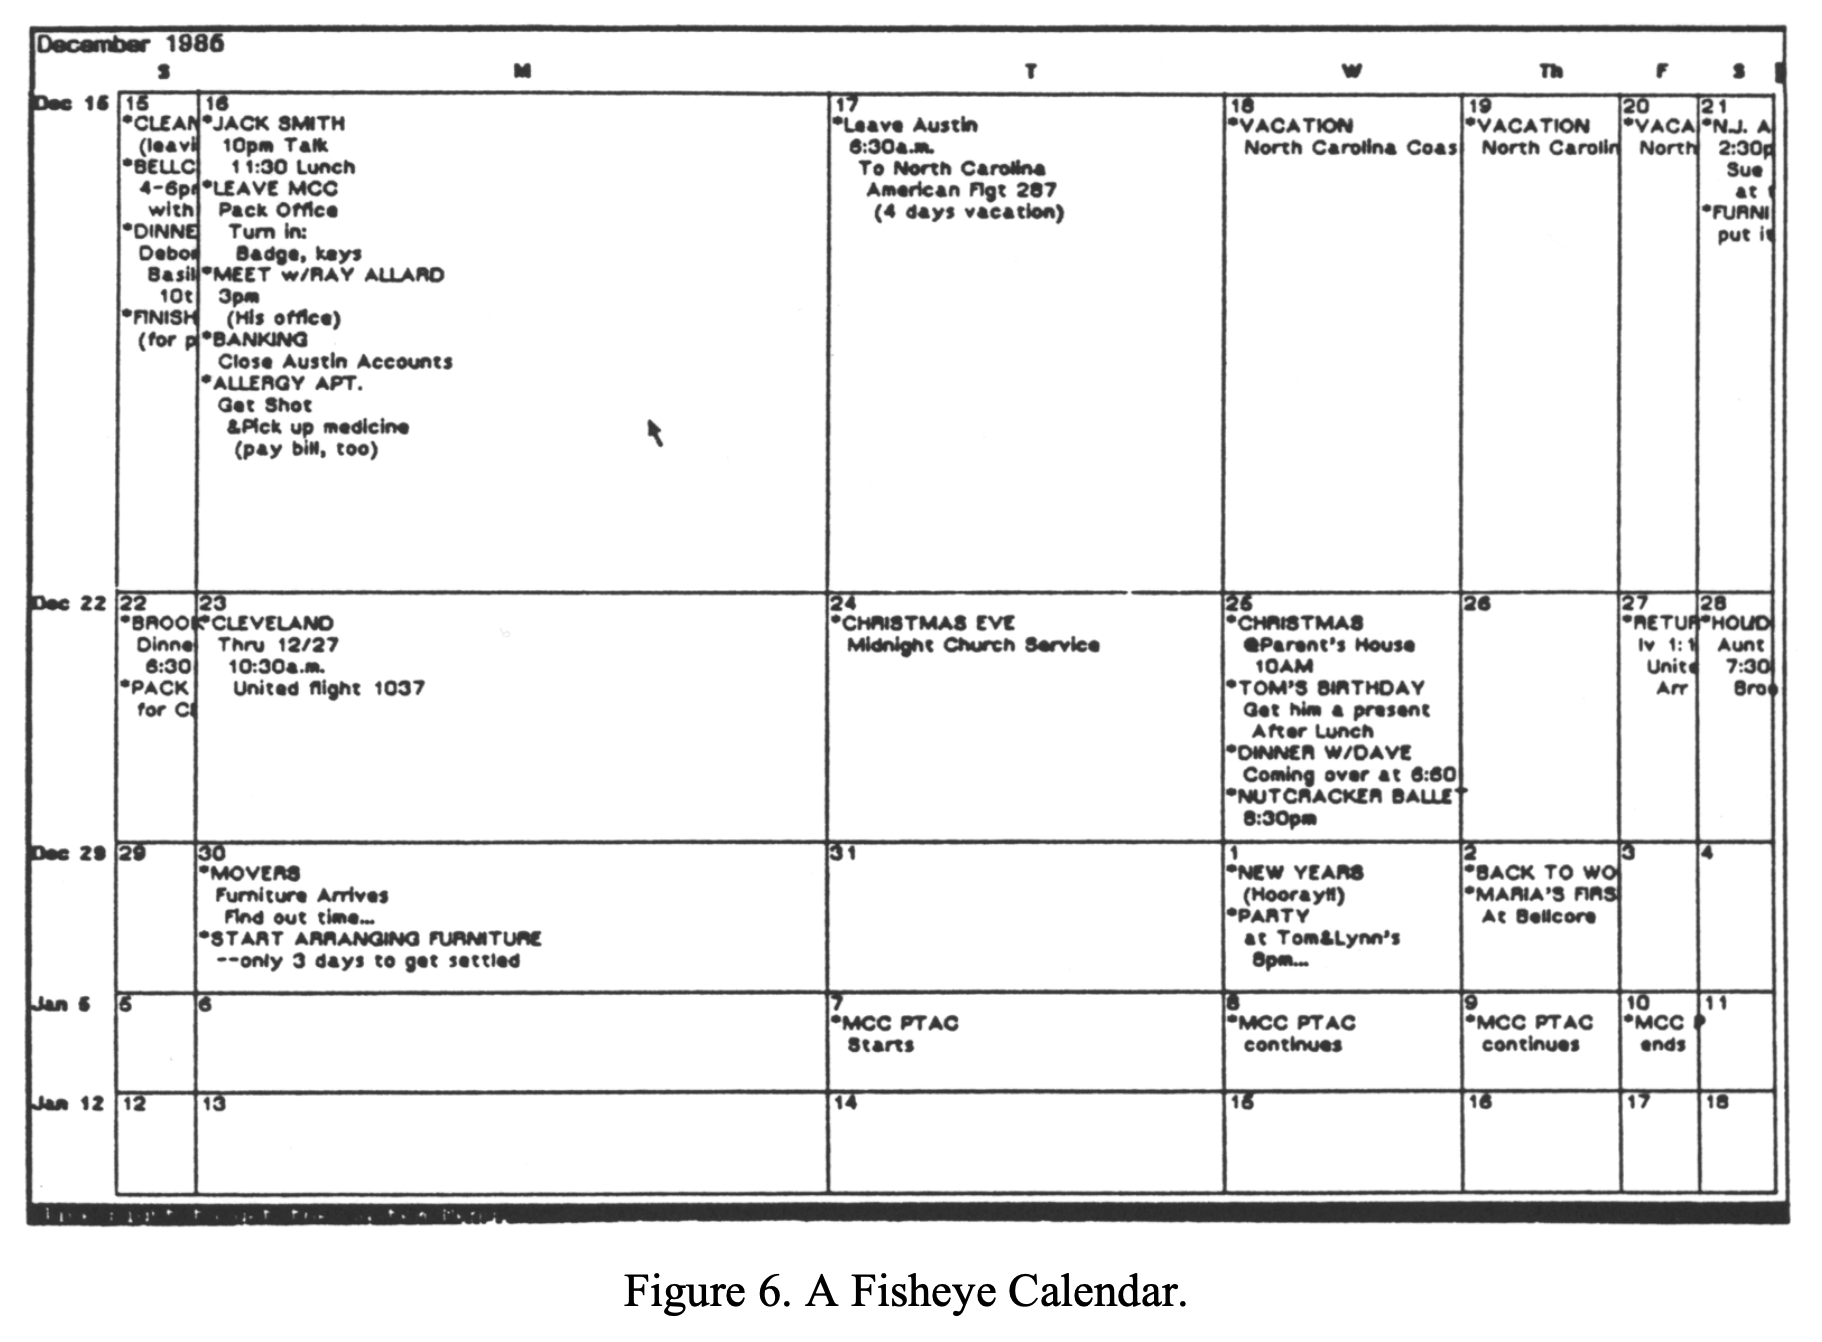 December 1985
S M T W Th F S
Dec 15
15
*CLEAN
(leavi
*BELLC
4-6pm
with
*DINNE
Debor
Basil
10t
*FINISH
(for p
16
*JACK SMITH
10pm Talk
11:30 Lunch
*LEAVE MCC
Pack Office
Turn in:
Badge, keys
*MEET w/RAY ALLARD
3pm
(His office)
*BANKING
Close Austin Accounts
*ALLERGY APT.
Get Shot
&Pick up medicine
(pay bill, too)
17
*Leave Austin
6:30a.m.
To North Carolina
American Flgt 287
(4 days vacation)
18
*VACATION
North Carolina Coas
19
*VACATION
North Carolin
20
*VACA
North
21
*N.J. A
2:30p
Sue
at t
*FURNI
put it
Dec 22
22
*BROOK
Dinne
6:30
*PACK
for Cl
23
*CLEVELAND
Thru 12/27
10:30a.m.
United flight 1037
24
*CHRISTMAS EVE
Midnight Church Service
25
*CHRISTMAS
@Parent's House
10AM
*TOM'S BIRTHDAY
Get him a present
After Lunch
*DINNER W/DAVE
Coming over at
*NUTCRACKER BALLET
8:30pm
26
27
*RETUR
lv 1:1
Unite
Arr
28
*HOLID
Aunt
7:30
Broo
Dec 29
29
30
*MOVERS
Furniture Arrives
Find out time...
*START ARRANGING FURNITURE
--only 3 days to get settled
31
1
*NEW YEARS
(Hooray!!)
*PARTY
at Tom&Lynn's
8pm...
2
*BACK TO WO
*MARIA'S FIRS
At Bellcore
3
4
Jan 5
5
6
7
*MCC PTAC
Starts
8
*MCC PTAC
continues
9
*MCC PTAC
continues
10
*MCC P
ends
11
Jan 12
12
13
14
15
16
17
18
Figure 6. A Fisheye Calendar.